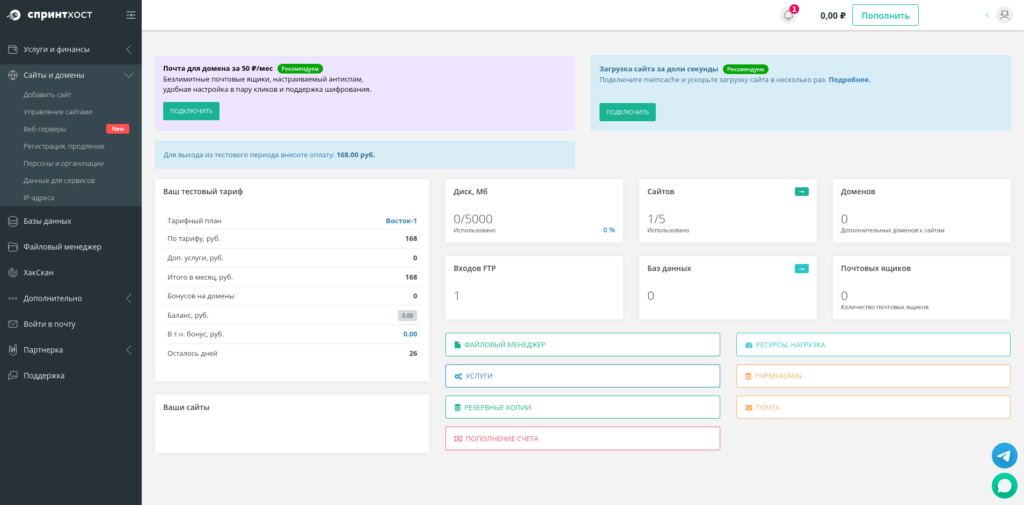 спринтхост
1
0,00 ₽
Пополнить
Услуги и финансы
Сайты и домены
Добавить сайт
Управление сайтами
Веб-серверы
New
Регистрация, продление
Персоны и организации
Данные для сервисов
IP-адреса
Базы данных
Файловый менеджер
ХакСкан
Дополнительно
Войти в почту
Партнерка
Поддержка
Почта для домена за 50 ₽/мес Рекомендуем
Безлимитные почтовые ящики, настраиваемый антиспам,
удобная настройка в пару кликов и поддержка шифрования.
ПОДКЛЮЧИТЬ
Загрузка сайта за доли секунды Рекомендуем
Подключите memcache и ускорьте загрузку сайта в несколько раз. Подробнее.
ПОДКЛЮЧИТЬ
Для выхода из тестового периода внесите оплату: 168.00 руб.
Ваш тестовый тариф
Тарифный план Восток-1
По тарифу, руб. 168
Доп. услуги, руб. 0
Итого в месяц, руб. 168
Бонусов на домены 0
Баланс, руб. 0.00
В т.ч. бонус, руб. 0.00
Осталось дней 26
Ваши сайты
Диск, Мб
0/5000
Использовано 0 %
Сайтов
1/5
Использовано
Доменов
0
Дополнительных доменов к сайтам
Входов FTP
1
Баз данных
0
Почтовых ящиков
0
Количество почтовых ящиков
ФАЙЛОВЫЙ МЕНЕДЖЕР
РЕСУРСЫ, НАГРУЗКА
УСЛУГИ
PHPMYADMIN
РЕЗЕРВНЫЕ КОПИИ
ПОЧТА
ПОПОЛНЕНИЕ СЧЕТА